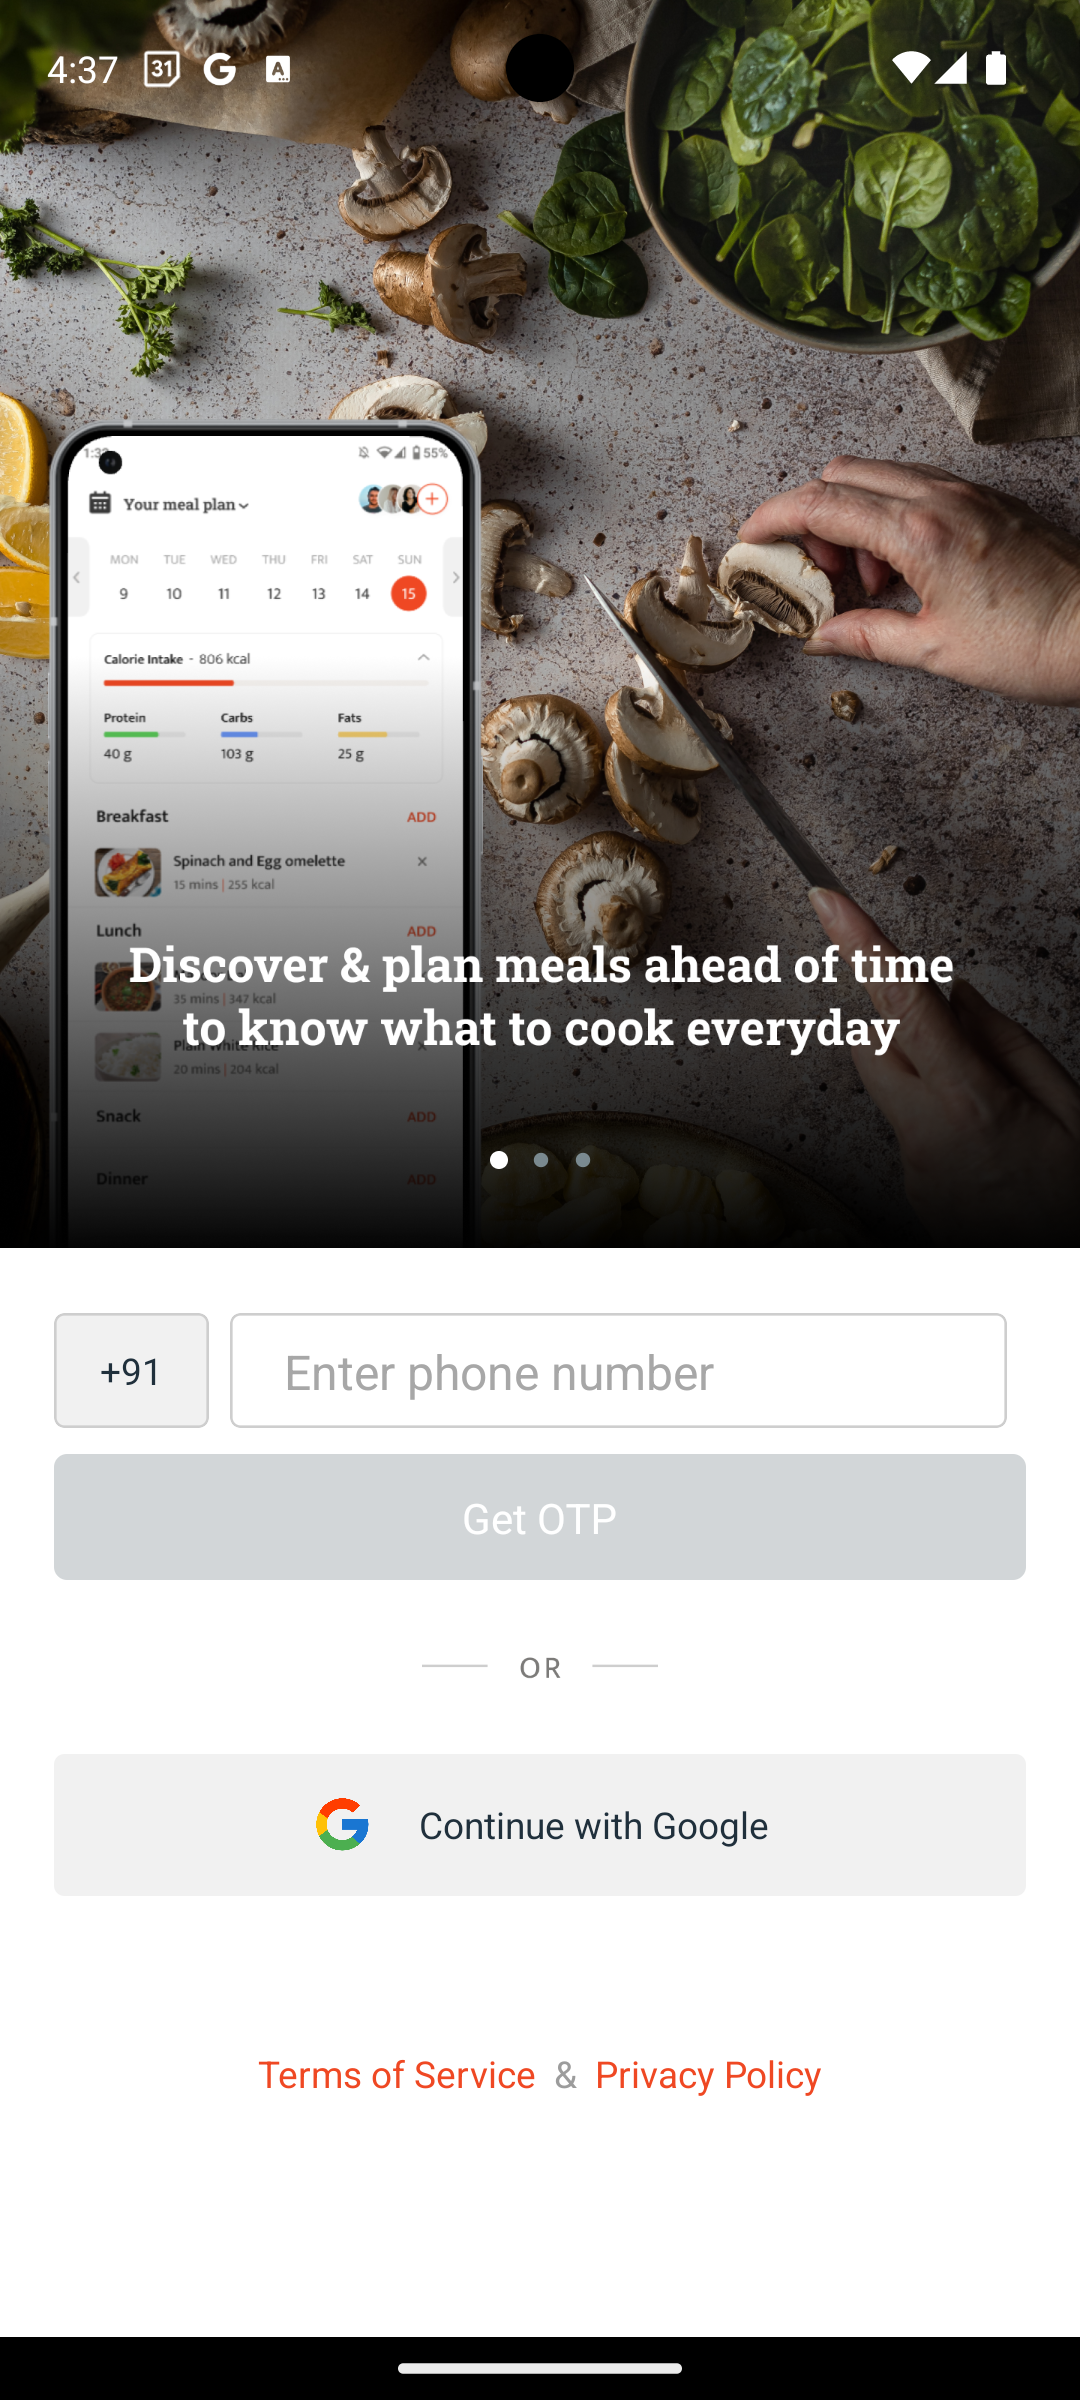 4:37
31
1:3
55%
Your meal plan
MON TUE WED THU FRI SAT SUN
9 10 11 12 13 14 15
Calorie Intake - 806 kcal
Protein Carbs Fats
40 g 103 g 25 g
Breakfast ADD
Spinach and Egg omelette
15 mins | 255 kcal
Lunch ADD
Discover & plan meals ahead of time
35 mins | 347 kcal
to know what to cook everyday
Plain White Rice
20 mins | 204 kcal
Snack ADD
Dinner ADD
+91 Enter phone number
Get OTP
OR
Continue with Google
Terms of Service & Privacy Policy